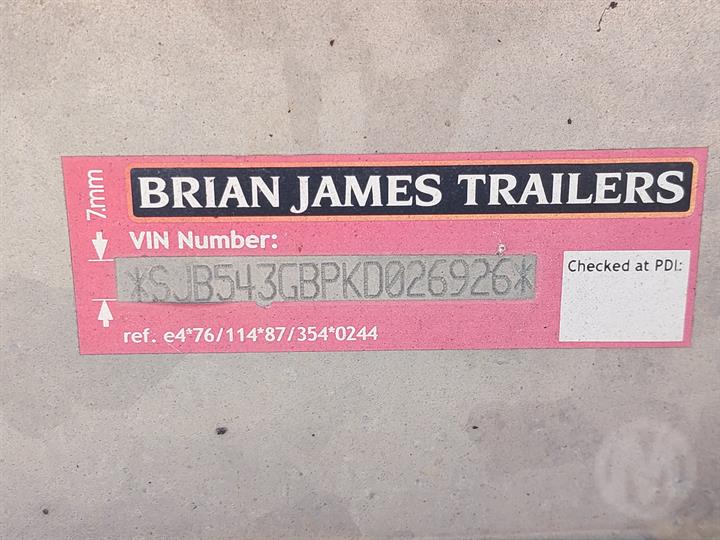 7mm
BRIAN JAMES TRAILERS
VIN Number:
*SJB543GBPKD026926*
Checked at PDI:
ref. e4*76/114*87/354*0244
M